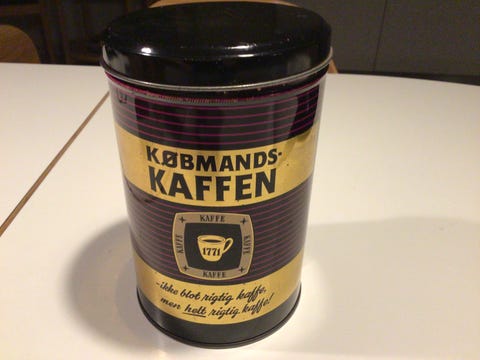 KØBMANDS-
KAFFEN
KAFFE
KAFFE
1771
KAFFE
KAFFE
-ikke blot rigtig kaffe,
men helt rigtig kaffe!